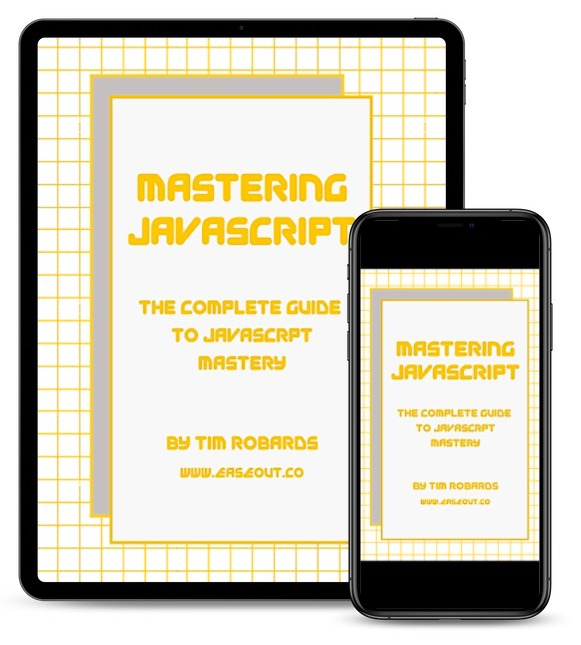 MASTERING
JAVASCRIPT
THE COMPLETE GUIDE
TO JAVASCRPT
MASTERY
BY TIM ROBARDS
WWW.EASEOUT.CO
MASTERING
JAVASCRIPT
THE COMPLETE GUIDE
TO JAVASCRPT
MASTERY
BY TIM ROBARDS
WWW.EASEOUT.CO